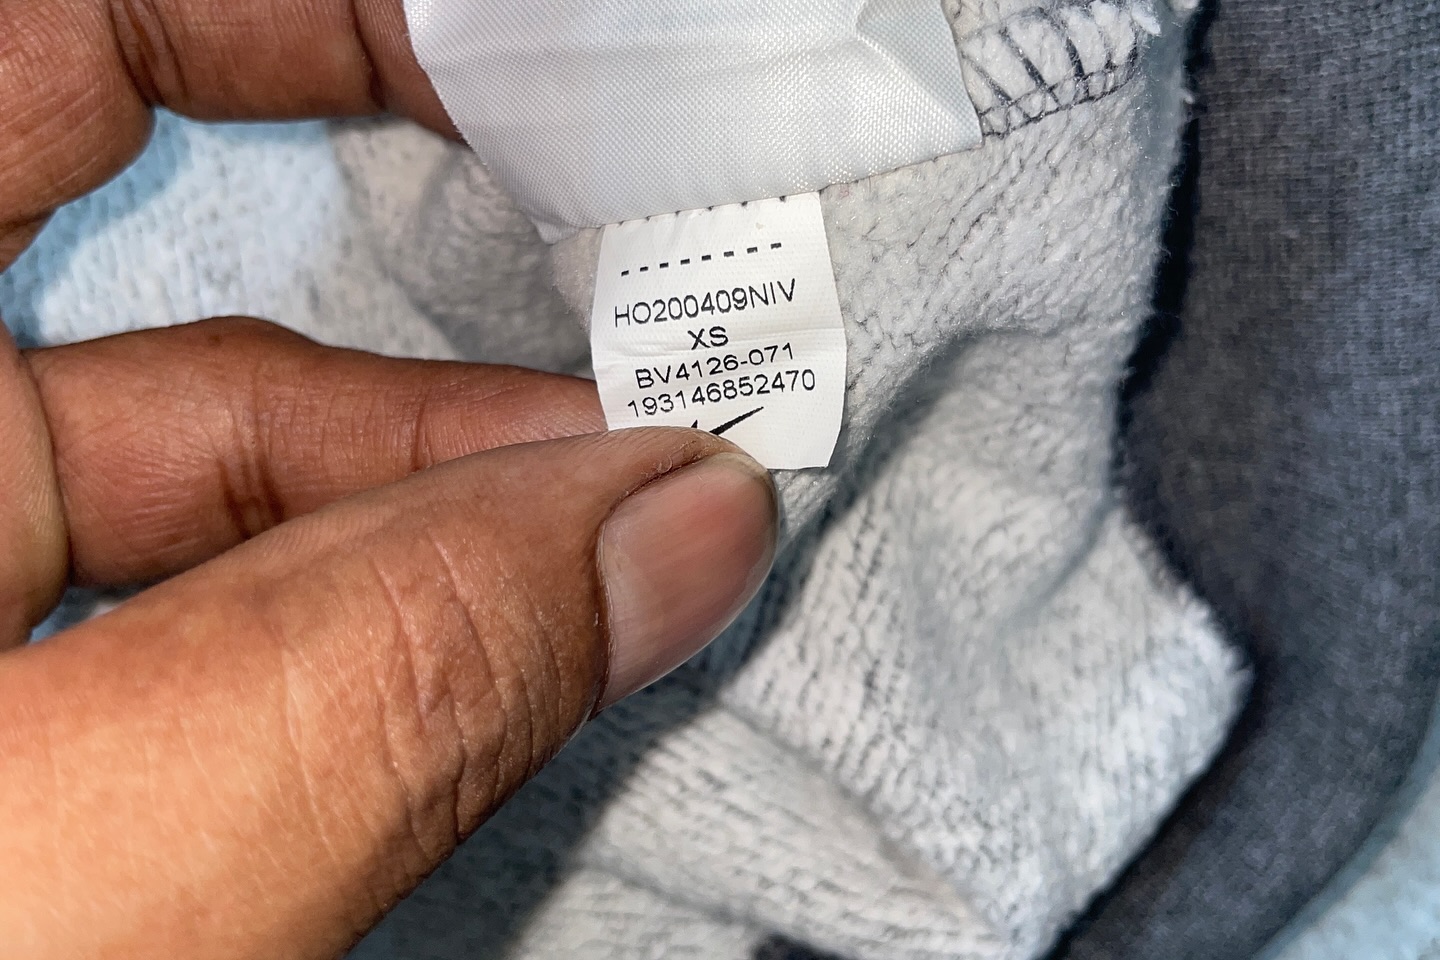 --------
HO200409NIV
XS
BV4126-071
193146852470